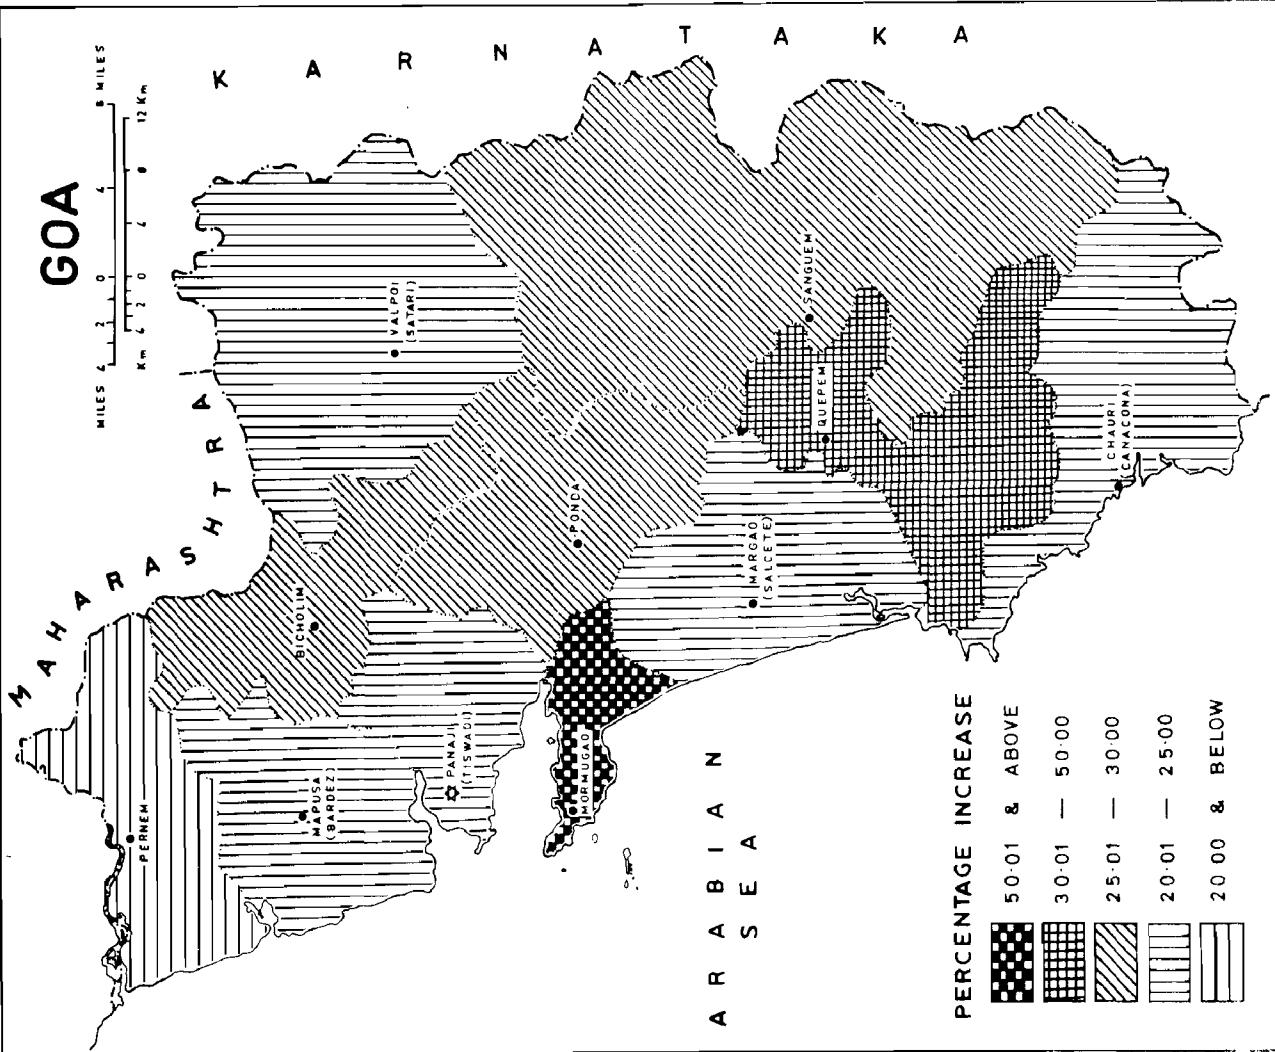 GOA
MILES 4 2 0 4 8 MILES
Km 4 2 0 4 8 12 Km
MAHARASHTRA
KARNATAKA
PERNEM
MAPUSA
(BARDEZ)
BICHOLIM
VALPOI
(SATARI)
PANAJI
(TISWADI)
PONDA
MORMUGAO
MARGAO
(SALCETE)
SANGUEM
QUEPEM
CHAURI
(CANACONA)
ARABIAN
SEA
PERCENTAGE INCREASE
50·01 & ABOVE
30·01 — 50·00
25·01 — 30·00
20·01 — 25·00
20·00 & BELOW